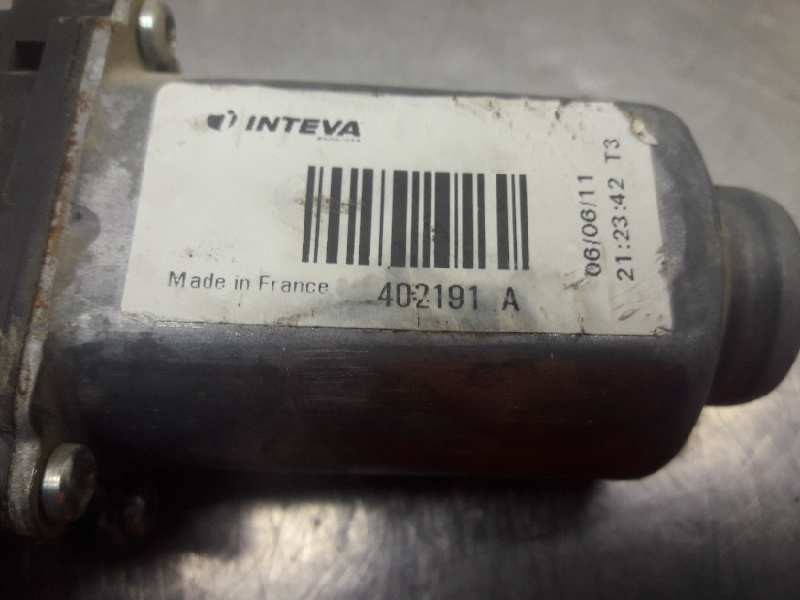 INTEVA
Made in France
402191 A
06/06/11
21:23:42 T3